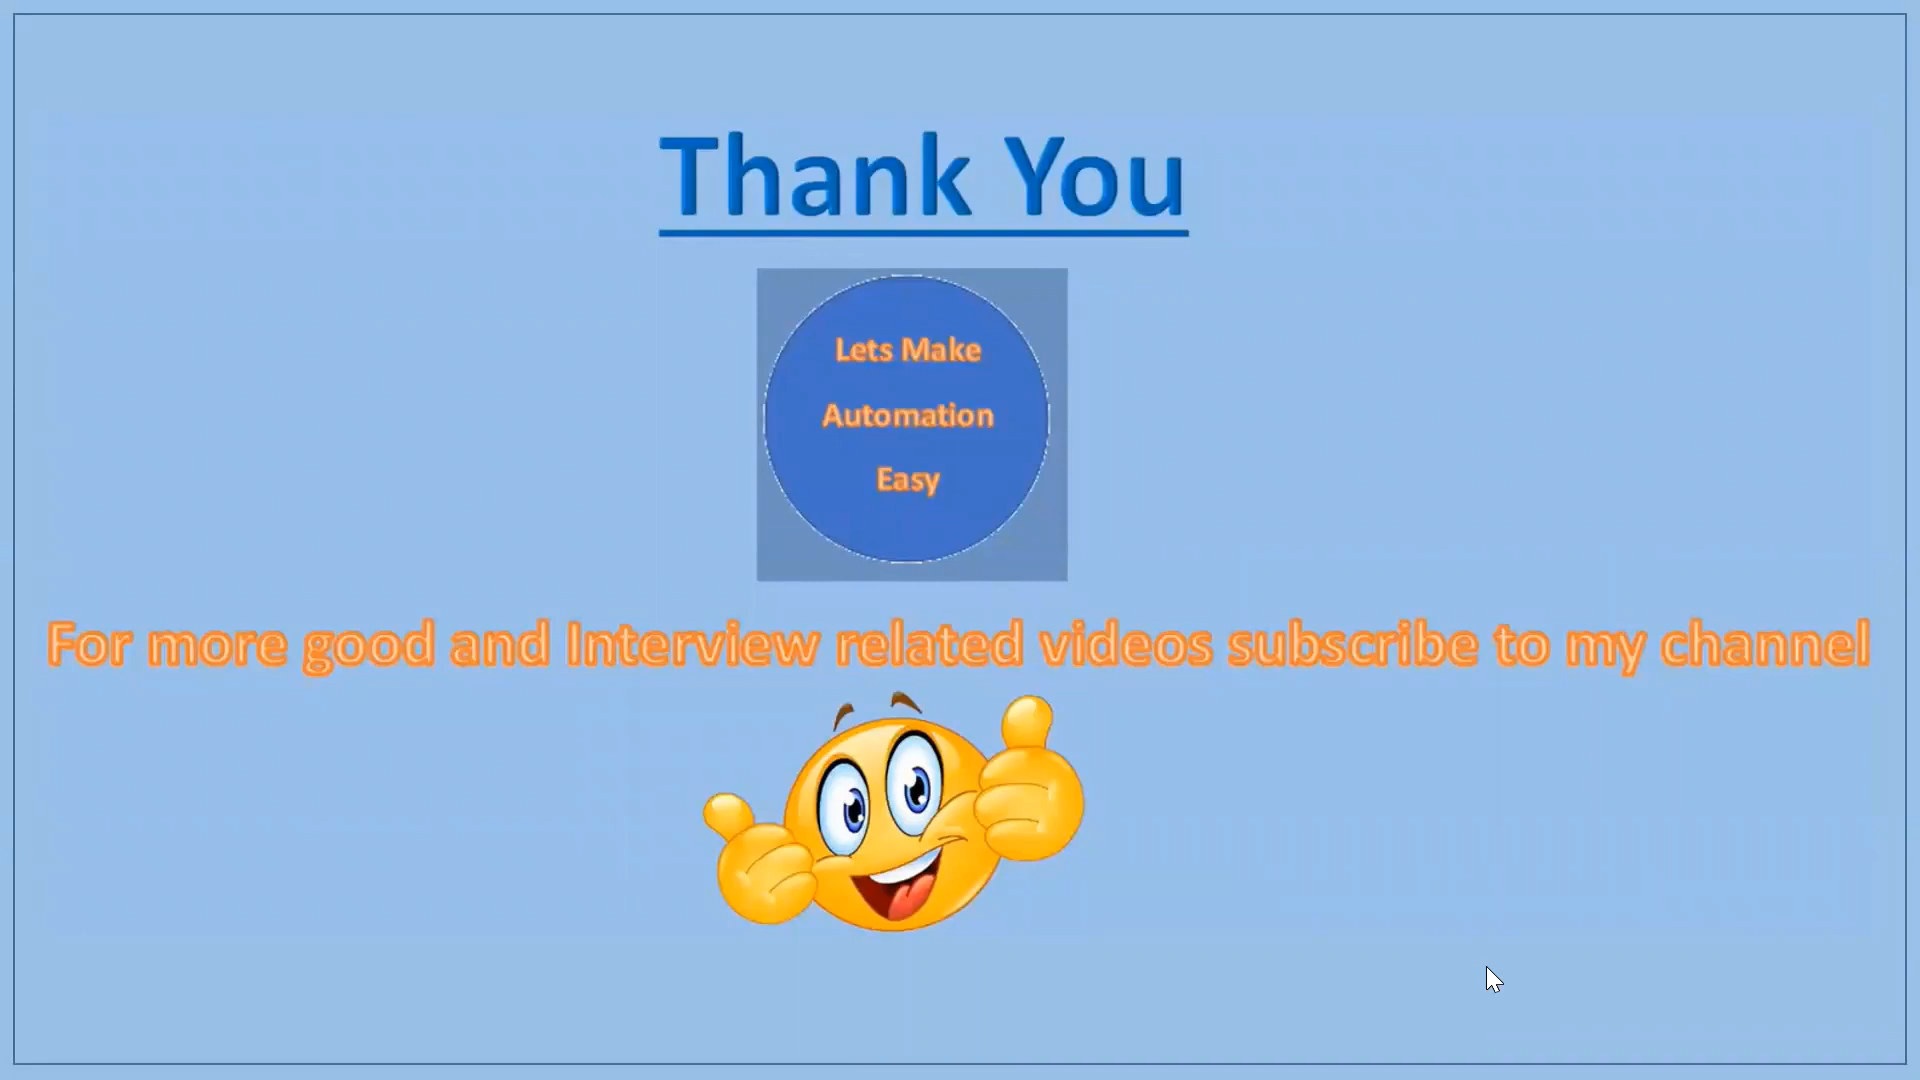 Thank You
Lets Make
Automation
Easy
For more good and Interview related videos subscribe to my channel